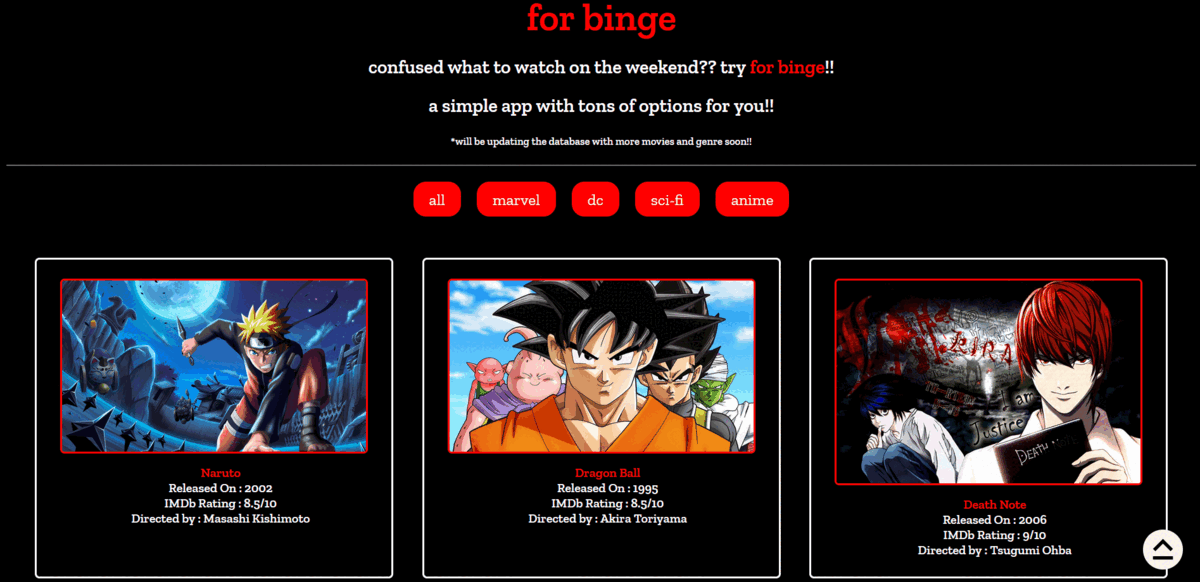 for binge
confused what to watch on the weekend?? try for binge!!
a simple app with tons of options for you!!
*will be updating the database with more movies and genre soon!!
all
marvel
dc
sci-fi
anime
Naruto
Released On : 2002
IMDb Rating : 8.5/10
Directed by : Masashi Kishimoto
Dragon Ball
Released On : 1995
IMDb Rating : 8.5/10
Directed by : Akira Toriyama
KIRA
I am
Justice
DEATH NOTE
Death Note
Released On : 2006
IMDb Rating : 9/10
Directed by : Tsugumi Ohba